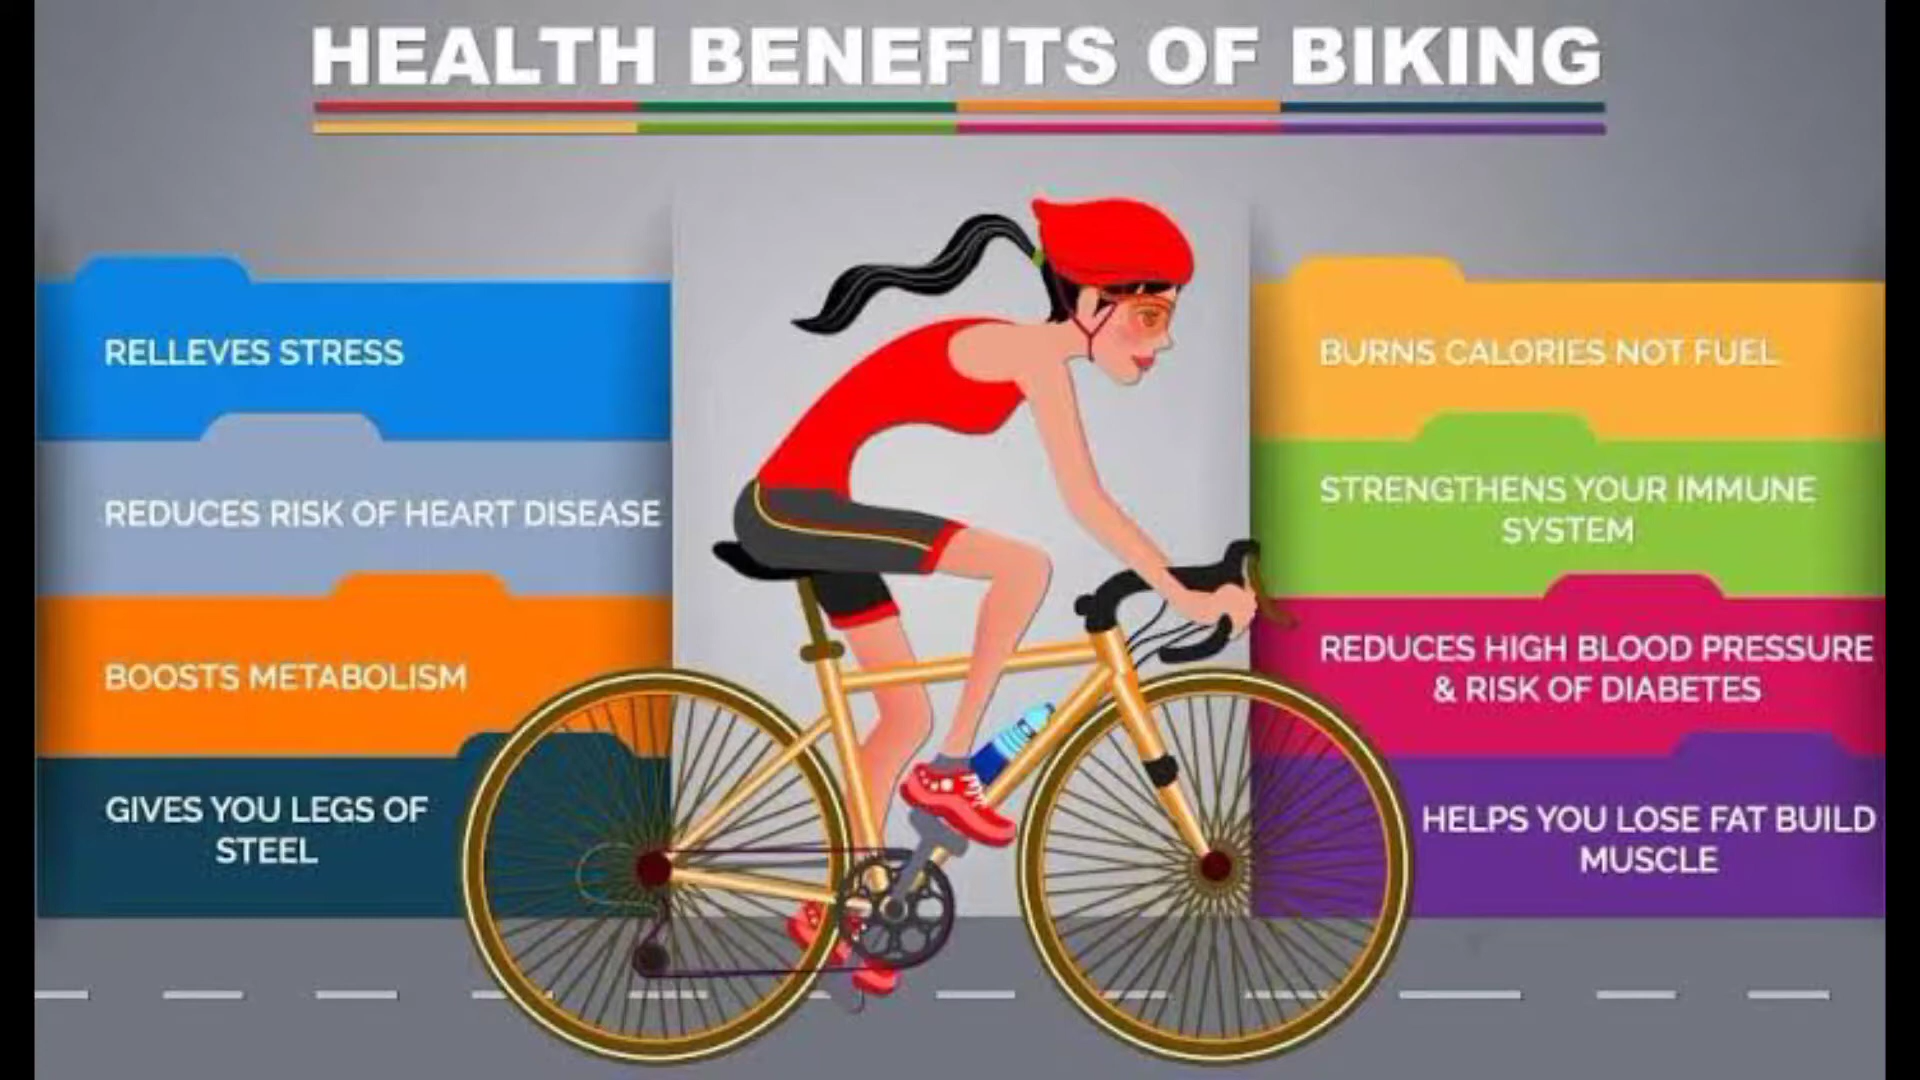 HEALTH BENEFITS OF BIKING
RELLEVES STRESS
REDUCES RISK OF HEART DISEASE
BOOSTS METABOLISM
GIVES YOU LEGS OF
STEEL
BURNS CALORIES NOT FUEL
STRENGTHENS YOUR IMMUNE
SYSTEM
REDUCES HIGH BLOOD PRESSURE
& RISK OF DIABETES
HELPS YOU LOSE FAT BUILD
MUSCLE